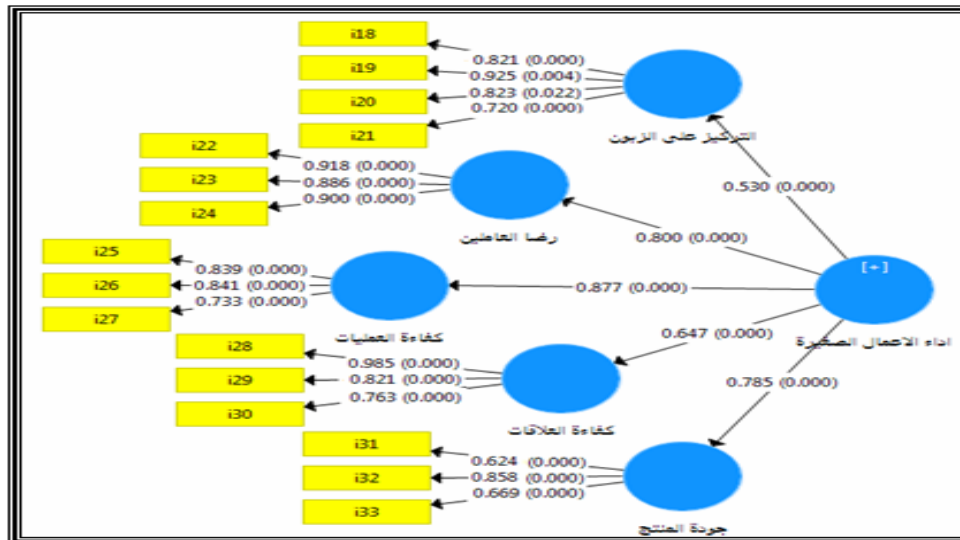 i18
i19
i20
i21
0.821 (0.000)
0.925 (0.004)
0.823 (0.022)
0.720 (0.000)
التركيز على الزبون
0.530 (0.000)
i22
i23
i24
0.918 (0.000)
0.886 (0.000)
0.900 (0.000)
رضا العاملين
0.800 (0.000)
i25
i26
i27
0.839 (0.000)
0.841 (0.000)
0.733 (0.000)
كفاءة العمليات
0.877 (0.000)
[+]
اداء الاعمال الصغيرة
i28
i29
i30
0.985 (0.000)
0.821 (0.000)
0.763 (0.000)
كفاءة العلاقات
0.647 (0.000)
i31
i32
i33
0.624 (0.000)
0.858 (0.000)
0.669 (0.000)
جودة المنتج
0.785 (0.000)